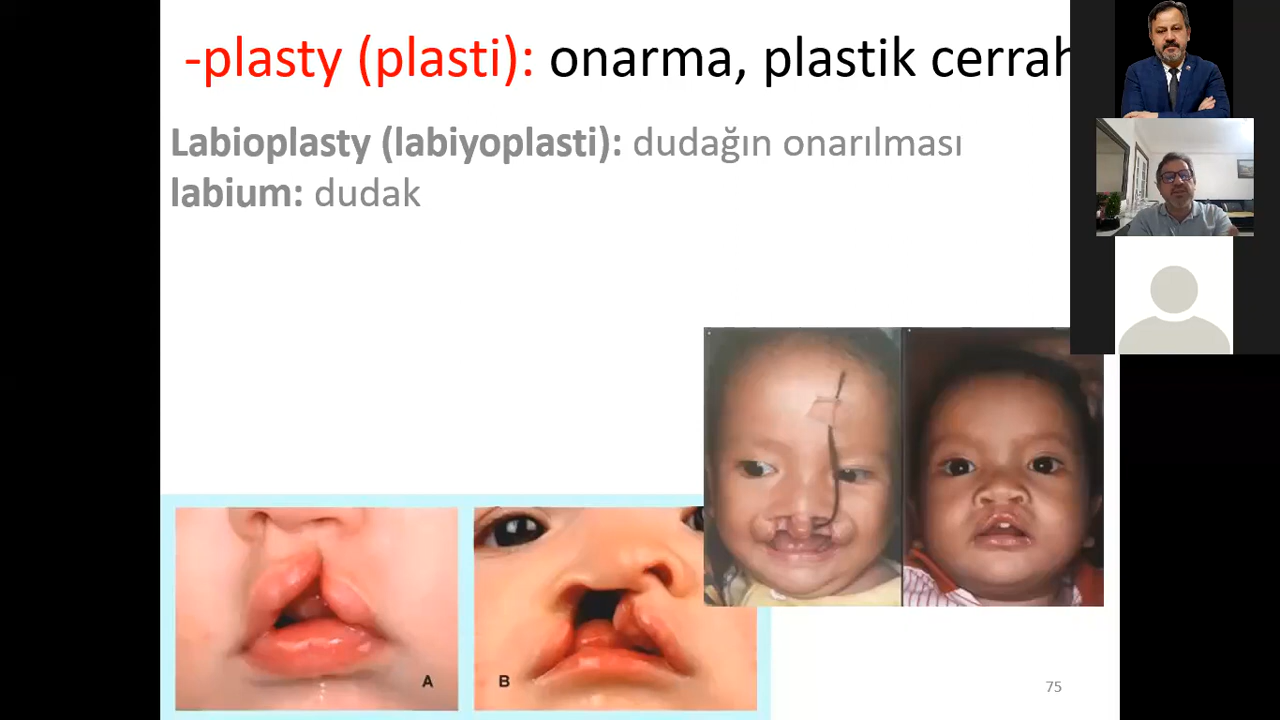 -plasty (plasti): onarma, plastik cerrah
Labioplasty (labiyoplasti): dudağın onarılması
labium: dudak
A
B
75